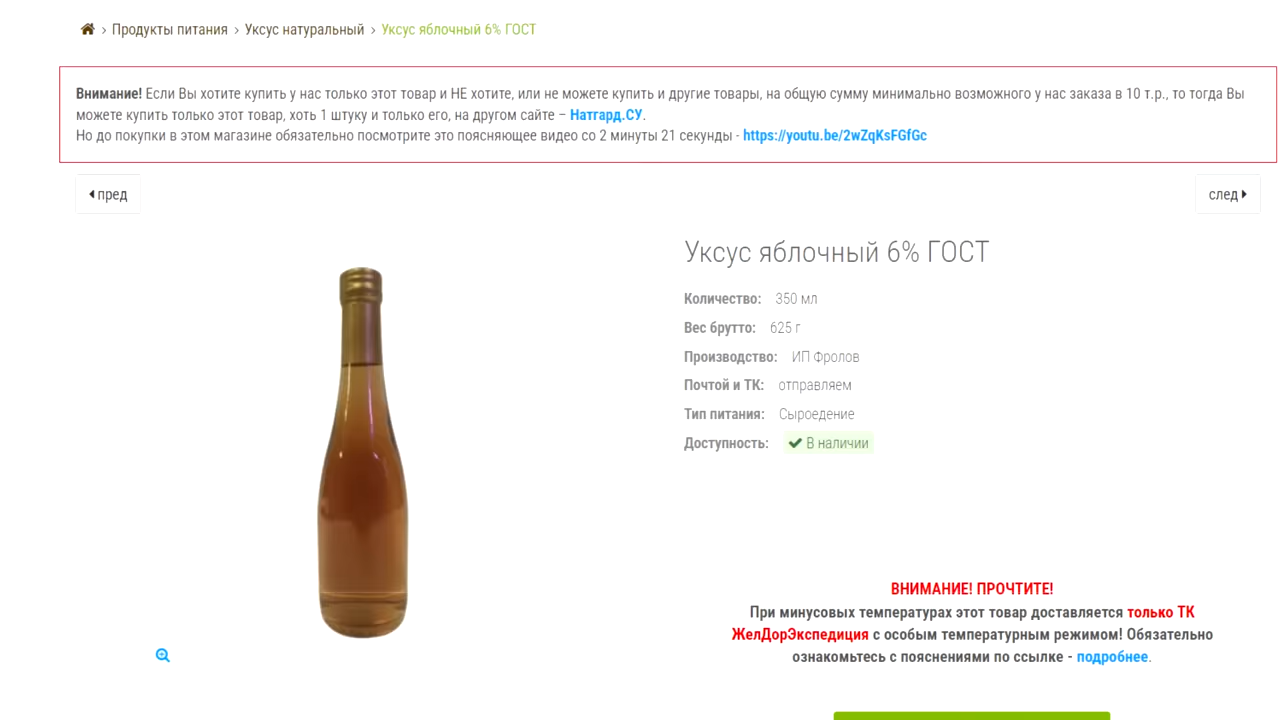 › Продукты питания › Уксус натуральный › Уксус яблочный 6% ГОСТ
Внимание! Если Вы хотите купить у нас только этот товар и НЕ хотите, или не можете купить и другие товары, на общую сумму минимально возможного у нас заказа в 10 т.р., то тогда Вы
можете купить только этот товар, хоть 1 штуку и только его, на другом сайте – Натгард.СУ.
Но до покупки в этом магазине обязательно посмотрите это поясняющее видео со 2 минуты 21 секунды - https://youtu.be/2wZqKsFGfGc
пред
след
Уксус яблочный 6% ГОСТ
Количество: 350 мл
Вес брутто: 625 г
Производство: ИП Фролов
Почтой и ТК: отправляем
Тип питания: Сыроедение
Доступность: В наличии
ВНИМАНИЕ! ПРОЧТИТЕ!
При минусовых температурах этот товар доставляется только ТК
ЖелДорЭкспедиция с особым температурным режимом! Обязательно
ознакомьтесь с пояснениями по ссылке - подробнее.